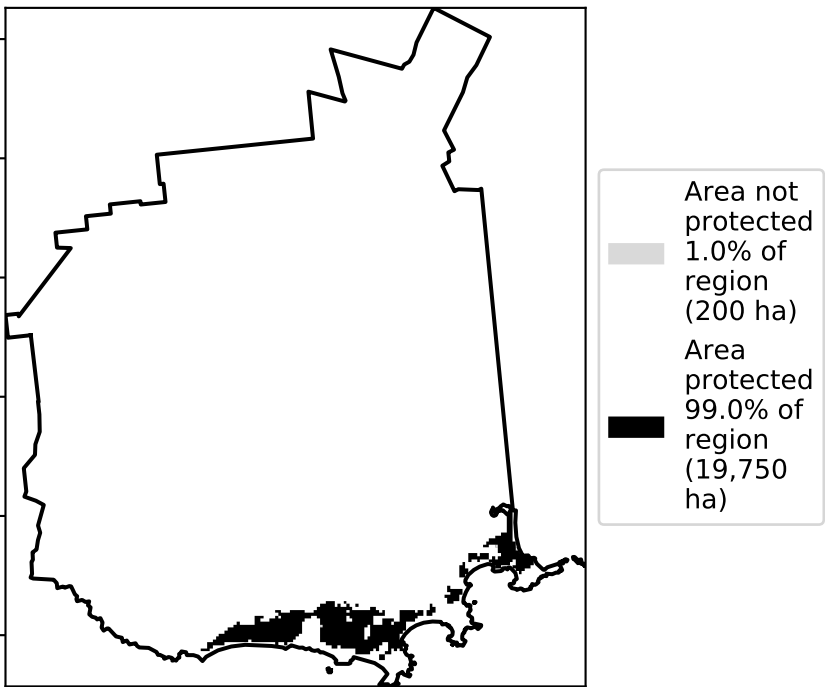 Area not
protected
1.0% of
region
(200 ha)
Area
protected
99.0% of
region
(19,750
ha)